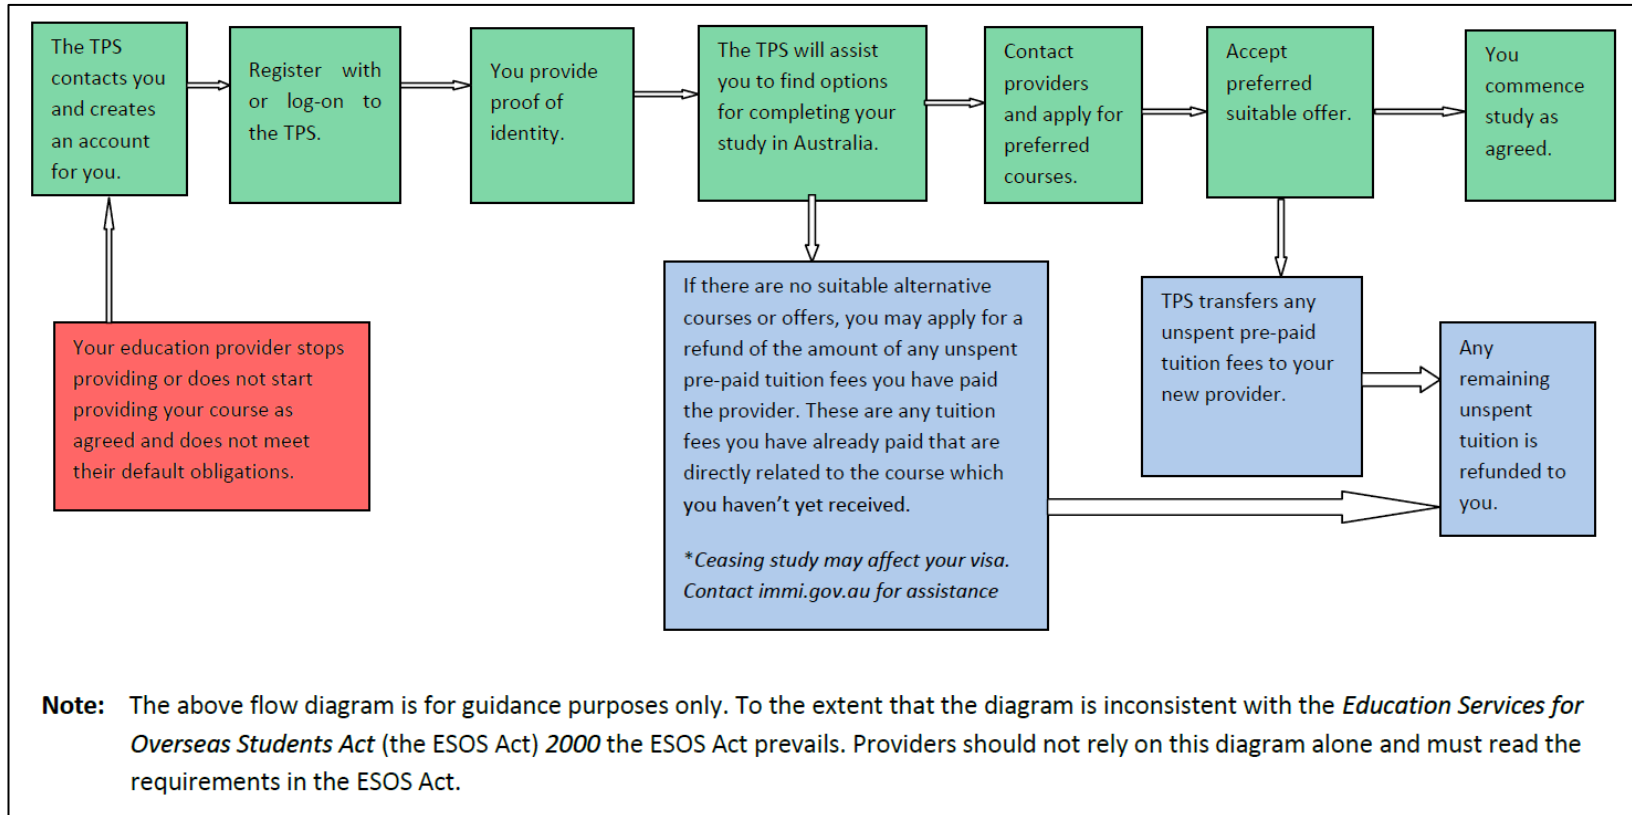 The TPS
contacts you
and creates
an account
for you.
Register with
or log-on to
the TPS.
You provide
proof of
identity.
The TPS will assist
you to find options
for completing your
study in Australia.
Contact
providers
and apply for
preferred
courses.
Accept
preferred
suitable offer.
You
commence
study as
agreed.
Your education provider stops
providing or does not start
providing your course as
agreed and does not meet
their default obligations.
If there are no suitable alternative
courses or offers, you may apply for a
refund of the amount of any unspent
pre-paid tuition fees you have paid
the provider. These are any tuition
fees you have already paid that are
directly related to the course which
you haven’t yet received.
*Ceasing study may affect your visa.
Contact immi.gov.au for assistance
TPS transfers any
unspent pre-paid
tuition fees to your
new provider.
Any
remaining
unspent
tuition is
refunded to
you.
Note: The above flow diagram is for guidance purposes only. To the extent that the diagram is inconsistent with the Education Services for
Overseas Students Act (the ESOS Act) 2000 the ESOS Act prevails. Providers should not rely on this diagram alone and must read the
requirements in the ESOS Act.